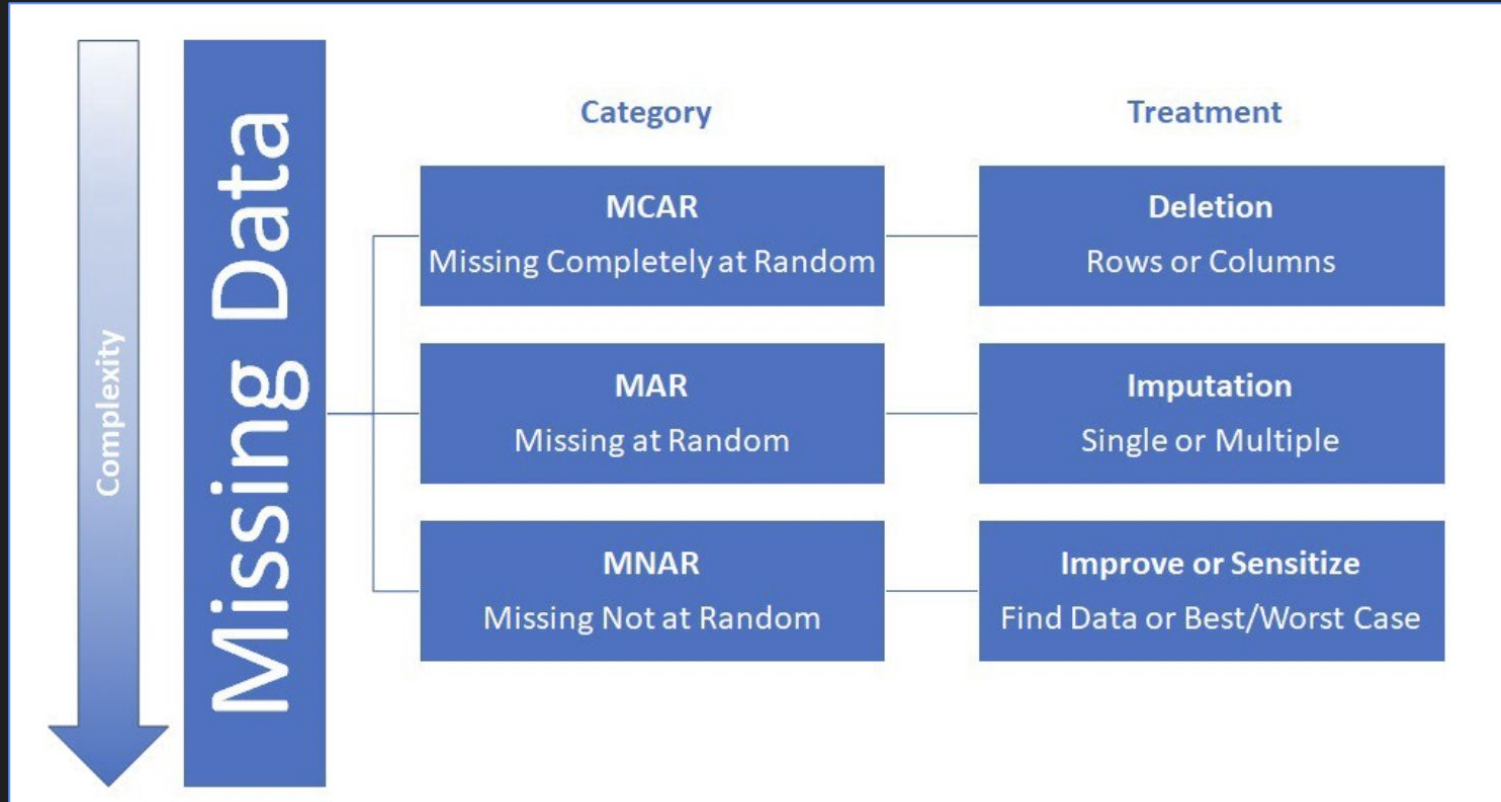 Complexity
Missing Data
Category
Treatment
MCAR
Missing Completely at Random
Deletion
Rows or Columns
MAR
Missing at Random
Imputation
Single or Multiple
MNAR
Missing Not at Random
Improve or Sensitize
Find Data or Best/Worst Case